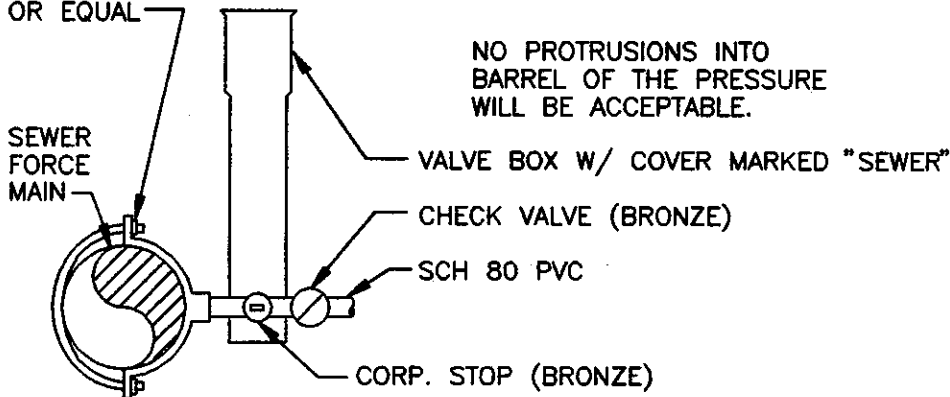 OR EQUAL
NO PROTRUSIONS INTO
BARREL OF THE PRESSURE
WILL BE ACCEPTABLE.
SEWER
FORCE
MAIN
VALVE BOX W/ COVER MARKED "SEWER"
CHECK VALVE (BRONZE)
SCH 80 PVC
CORP. STOP (BRONZE)